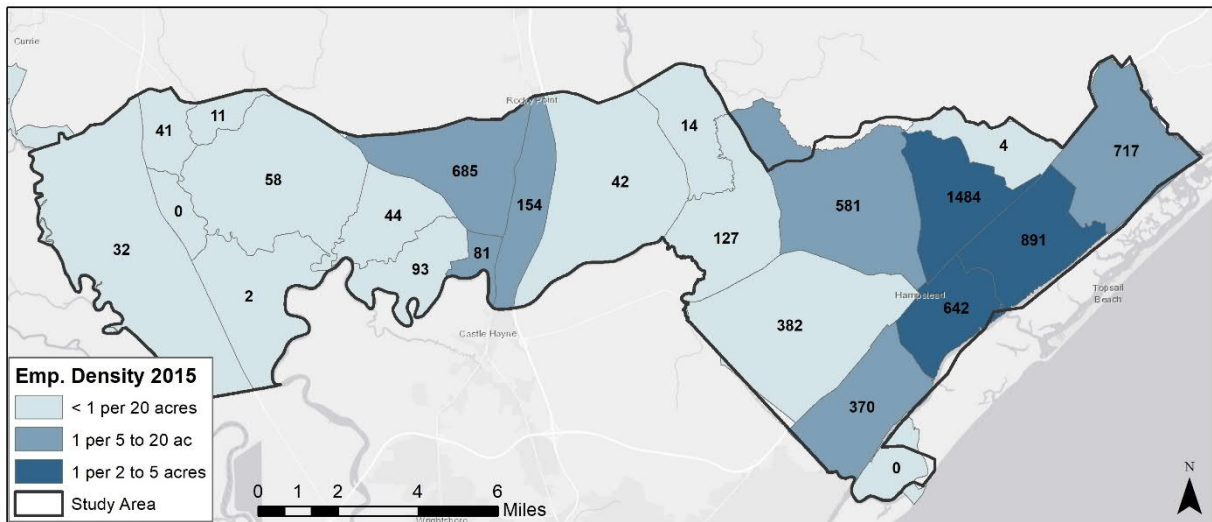 Currie
Rocky Point
11
41
14
4
717
685
58
42
154
581
1484
0
44
127
891
32
81
93
2
Topsail
Beach
Hampstead
642
Castle Hayne
382
370
0
Emp. Density 2015
< 1 per 20 acres
1 per 5 to 20 ac
1 per 2 to 5 acres
Study Area
0 1 2 4 6
Miles
N
Wrightsboro